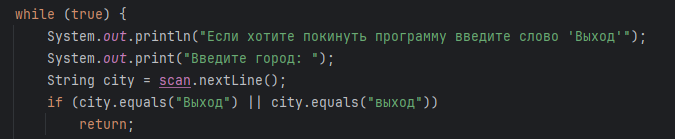 while (true) {
System.out.println("Если хотите покинуть программу введите слово 'Выход'");
System.out.print("Введите город: ");
String city = scan.nextLine();
if (city.equals("Выход") || city.equals("выход"))
return;